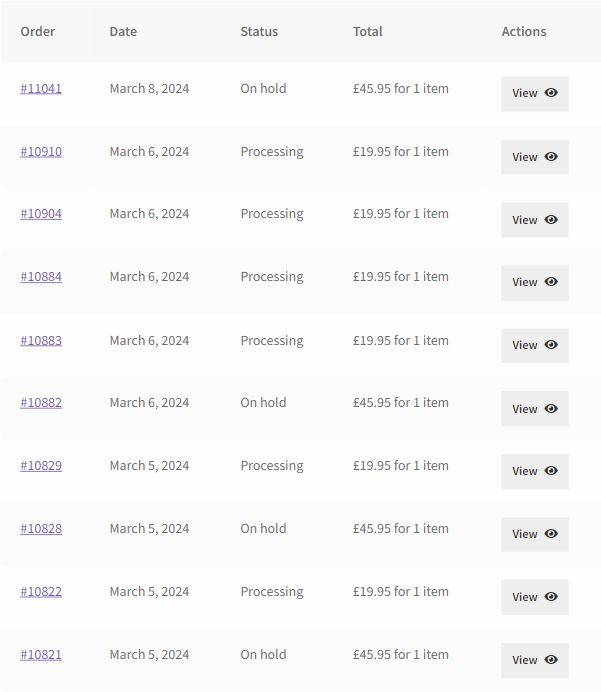 Order Date Status Total Actions
#11041 March 8, 2024 On hold £45.95 for 1 item View
#10910 March 6, 2024 Processing £19.95 for 1 item View
#10904 March 6, 2024 Processing £19.95 for 1 item View
#10884 March 6, 2024 Processing £19.95 for 1 item View
#10883 March 6, 2024 Processing £19.95 for 1 item View
#10882 March 6, 2024 On hold £45.95 for 1 item View
#10829 March 5, 2024 Processing £19.95 for 1 item View
#10828 March 5, 2024 On hold £45.95 for 1 item View
#10822 March 5, 2024 Processing £19.95 for 1 item View
#10821 March 5, 2024 On hold £45.95 for 1 item View